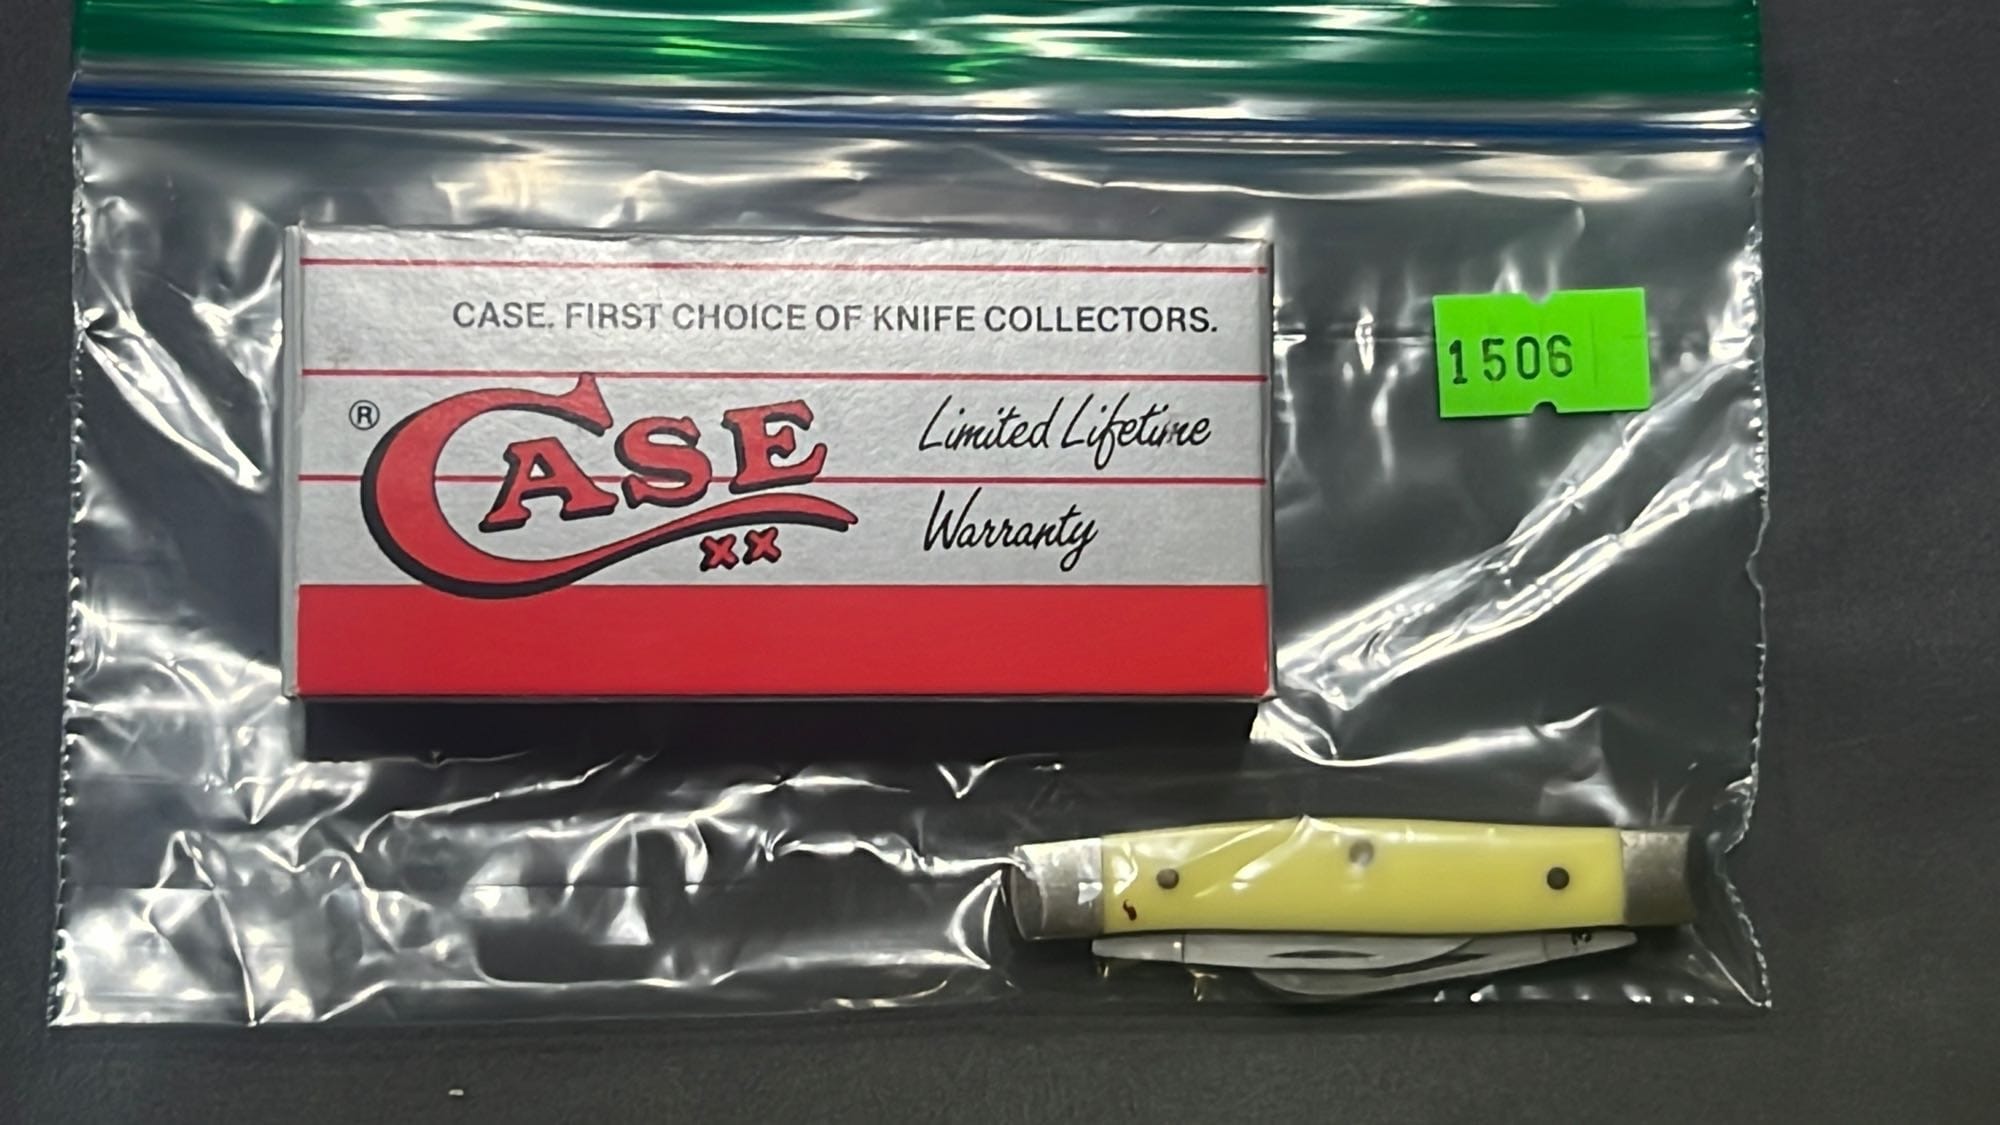 CASE. FIRST CHOICE OF KNIFE COLLECTORS.
® CASE XX
Limited Lifetime
Warranty
1506